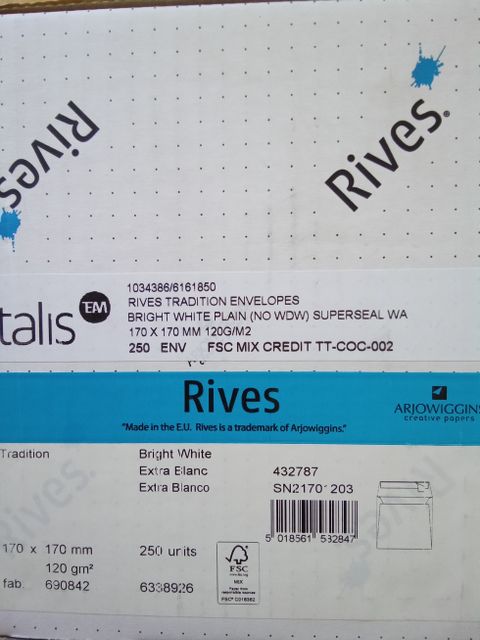 Rives
Rives®
talis
TEM
1034386/6161850
RIVES TRADITION ENVELOPES
BRIGHT WHITE PLAIN (NO WDW) SUPERSEAL WA
170 X 170 MM 120G/M2
250 ENV FSC MIX CREDIT TT-COC-002
Rives
"Made in the E.U. Rives is a trademark of Arjowiggins."
ARJOWIGGINS
creative papers
Tradition
Bright White
Extra Blanc
Extra Blanco
432787
SN21701203
5 018561 532847
Rives
170 x 170 mm
120 gm²
250 units
fab. 690842
6338926
FSC
MIX